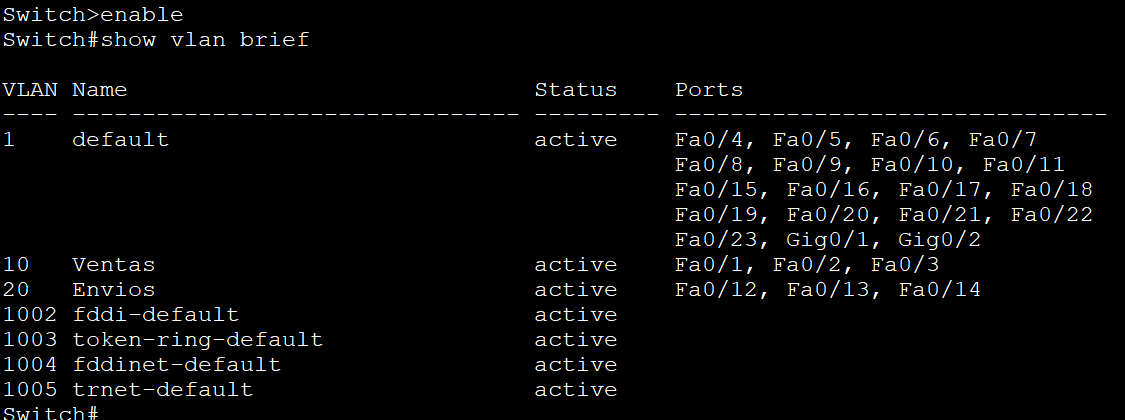 Switch>enable
Switch#show vlan brief
VLAN Name                             Status    Ports
---- -------------------------------- --------- -------------------------------
1    default                          active    Fa0/4, Fa0/5, Fa0/6, Fa0/7
                                                Fa0/8, Fa0/9, Fa0/10, Fa0/11
                                                Fa0/15, Fa0/16, Fa0/17, Fa0/18
                                                Fa0/19, Fa0/20, Fa0/21, Fa0/22
                                                Fa0/23, Gig0/1, Gig0/2
10   Ventas                           active    Fa0/1, Fa0/2, Fa0/3
20   Envios                           active    Fa0/12, Fa0/13, Fa0/14
1002 fddi-default                     active
1003 token-ring-default               active
1004 fddinet-default                  active
1005 trnet-default                    active
Switch#